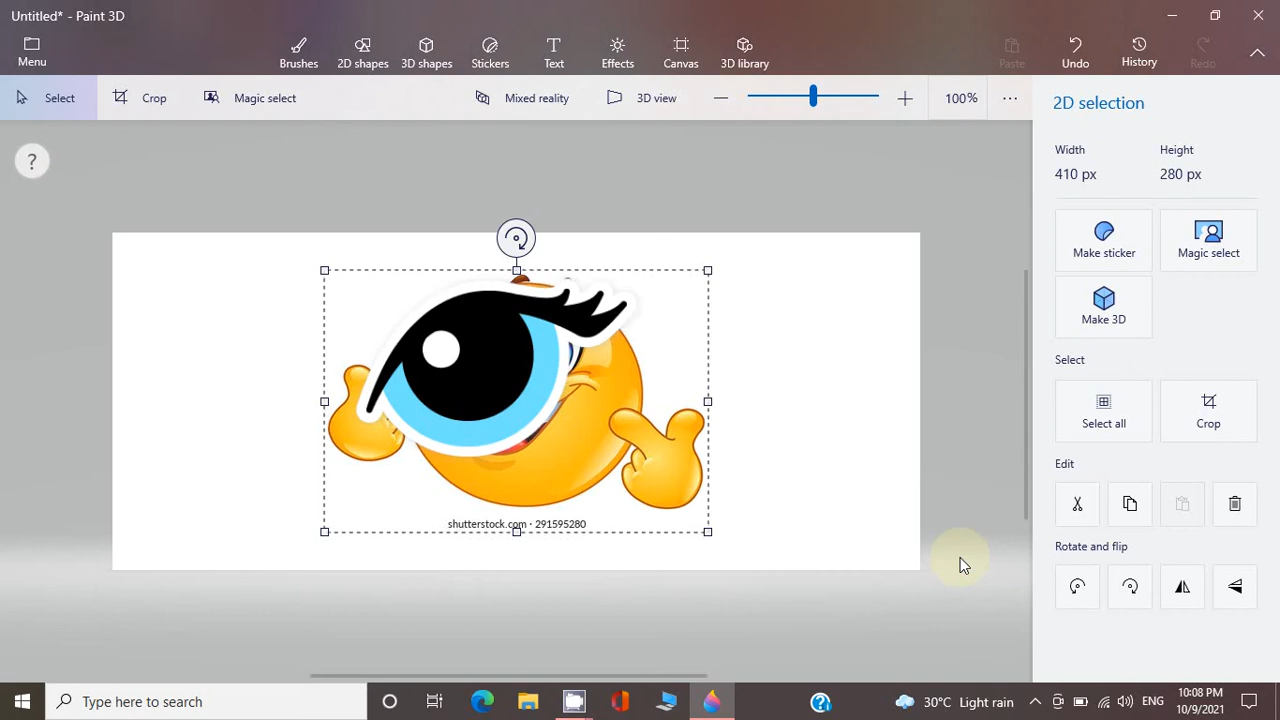 Untitled* - Paint 3D
Menu
Brushes
2D shapes
3D shapes
Stickers
Text
Effects
Canvas
3D library
Paste
Undo
History
Redo
Select
Crop
Magic select
Mixed reality
3D view
100%
?
2D selection
Width
Height
410 px
280 px
Make sticker
Magic select
Make 3D
Select
Select all
Crop
Edit
Rotate and flip
shutterstock.com · 291595280
Type here to search
30°C Light rain
ENG
10:08 PM
10/9/2021